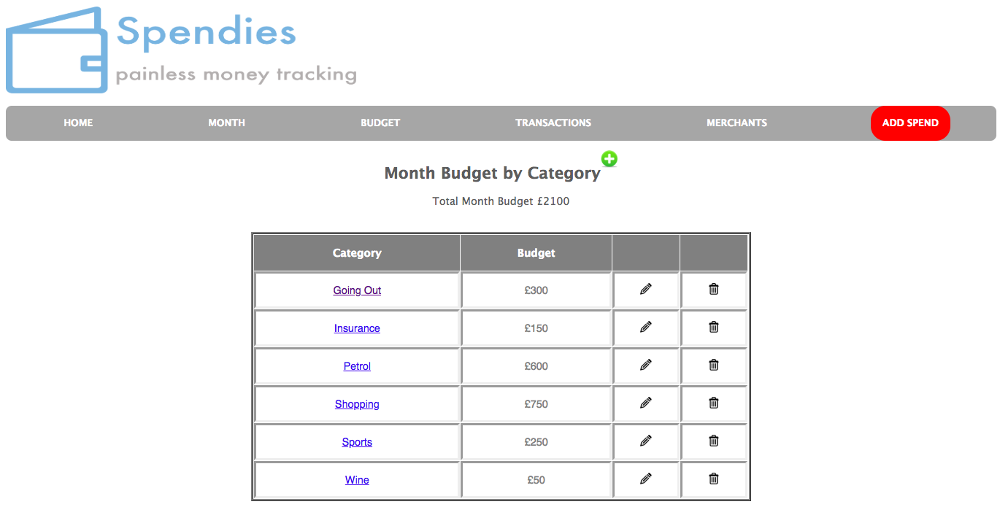 Spendies
painless money tracking
HOME MONTH BUDGET TRANSACTIONS MERCHANTS ADD SPEND
Month Budget by Category
Total Month Budget £2100
Category Budget
Going Out £300
Insurance £150
Petrol £600
Shopping £750
Sports £250
Wine £50